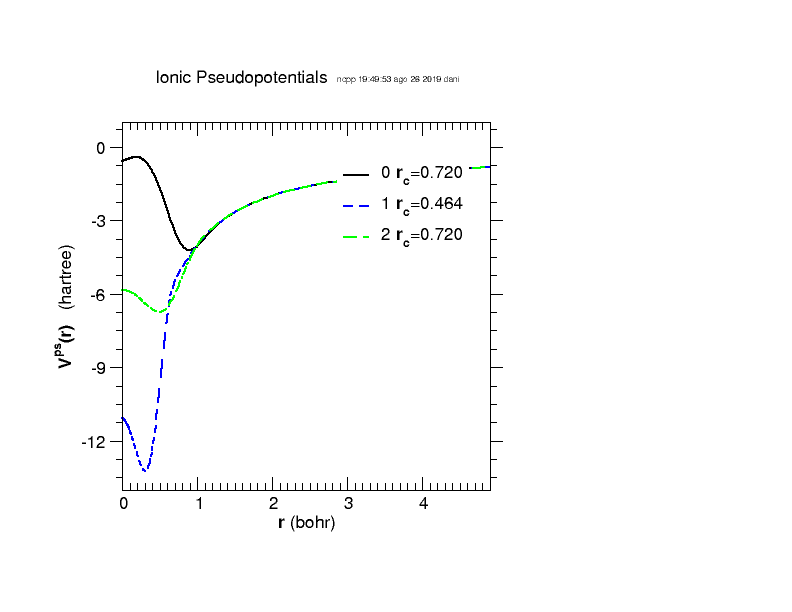 Ionic Pseudopotentials ncpp 19:49:53 ago 26 2019 dani
0 r_c=0.720
1 r_c=0.464
2 r_c=0.720
0
-3
-6
-9
-12
V^ps(r) (hartree)
0 1 2 3 4
r (bohr)